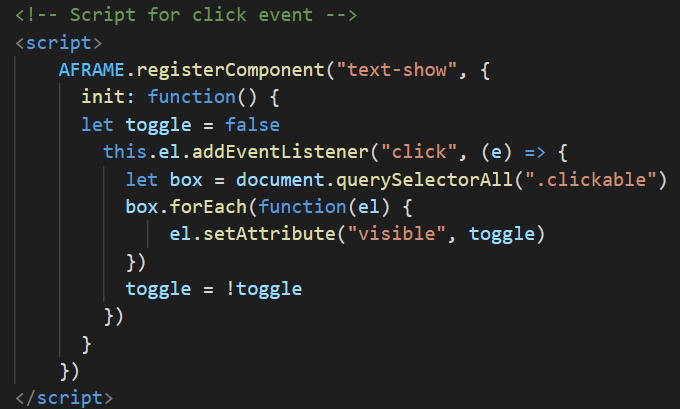 <!-- Script for click event -->
<script>
AFRAME.registerComponent("text-show", {
init: function() {
let toggle = false
this.el.addEventListener("click", (e) => {
let box = document.querySelectorAll(".clickable")
box.forEach(function(el) {
el.setAttribute("visible", toggle)
})
toggle = !toggle
})
}
})
</script>